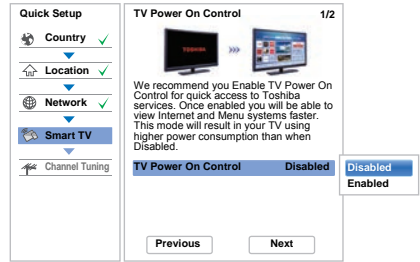 Quick Setup
Country
Location
Network
Smart TV
Channel Tuning
TV Power On Control 1/2
TOSHIBA
We recommend you Enable TV Power On
Control for quick access to Toshiba
services. Once enabled you will be able to
view Internet and Menu systems faster.
This mode will result in your TV using
higher power consumption than when
Disabled.
TV Power On Control Disabled
Disabled
Enabled
Previous Next